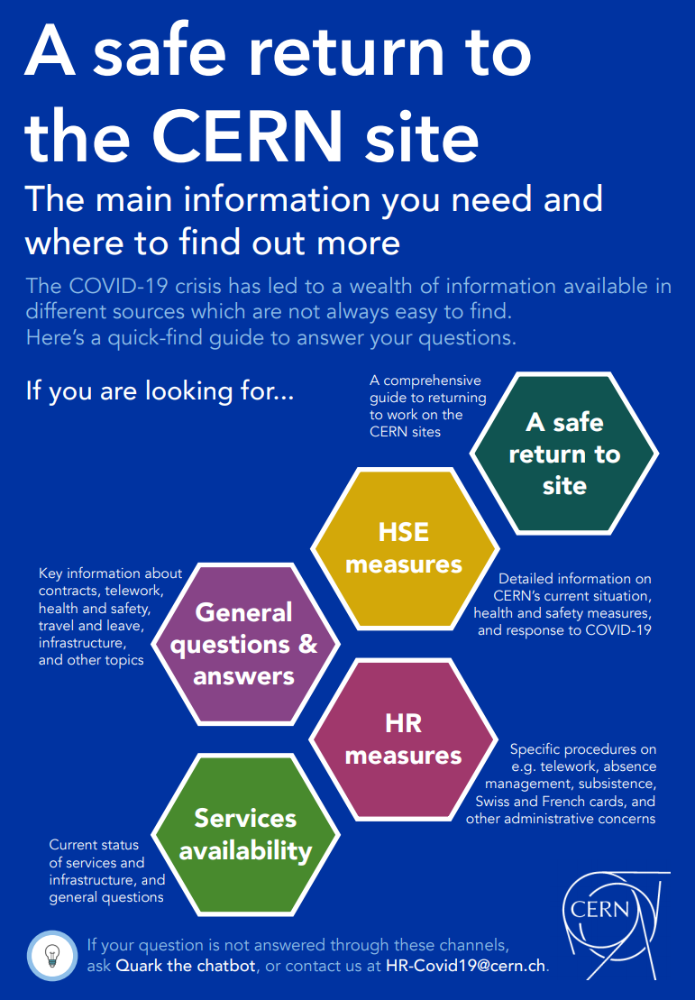 A safe return to
the CERN site
The main information you need and
where to find out more
The COVID-19 crisis has led to a wealth of information available in
different sources which are not always easy to find.
Here’s a quick-find guide to answer your questions.
If you are looking for...
A comprehensive
guide to returning
to work on the
CERN sites
A safe
return to
site
HSE
measures
Detailed information on
CERN’s current situation,
health and safety measures,
and response to COVID-19
Key information about
contracts, telework,
health and safety,
travel and leave,
infrastructure,
and other topics
General
questions &
answers
HR
measures
Specific procedures on
e.g. telework, absence
management, subsistence,
Swiss and French cards, and
other administrative concerns
Services
availability
Current status
of services and
infrastructure, and
general questions
CERN
If your question is not answered through these channels,
ask Quark the chatbot, or contact us at HR-Covid19@cern.ch.